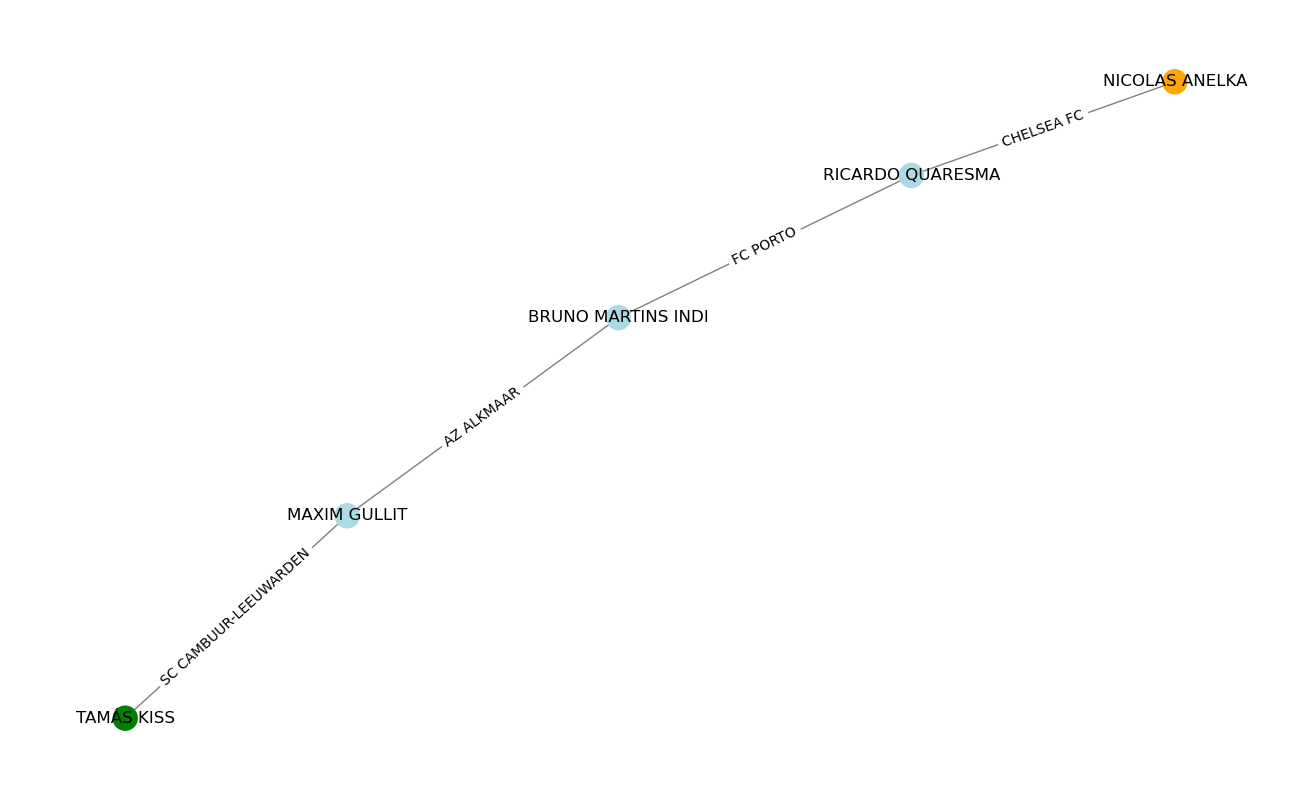 NICOLAS ANELKA
CHELSEA FC
RICARDO QUARESMA
FC PORTO
BRUNO MARTINS INDI
AZ ALKMAAR
MAXIM GULLIT
SC CAMBUUR-LEEUWARDEN
TAMÁS KISS